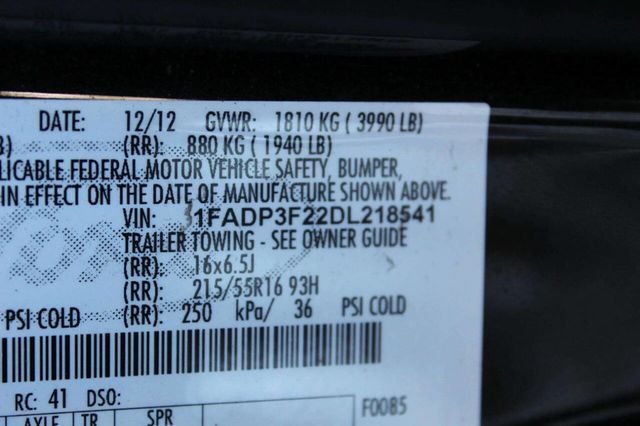 DATE: 12/12 GVWR: 1810 KG ( 3990 LB)
B) (RR): 880 KG ( 1940 LB)
LICABLE FEDERAL MOTOR VEHICLE SAFETY, BUMPER,
IN EFFECT ON THE DATE OF MANUFACTURE SHOWN ABOVE.
VIN: 1FADP3F22DL218541
TRAILER TOWING - SEE OWNER GUIDE
(RR): 16x6.5J
(RR): 215/55R16 93H
PSI COLD (RR): 250 kPa/ 36 PSI COLD
RC: 41 DSO:
F0085
AXLE TR SPR